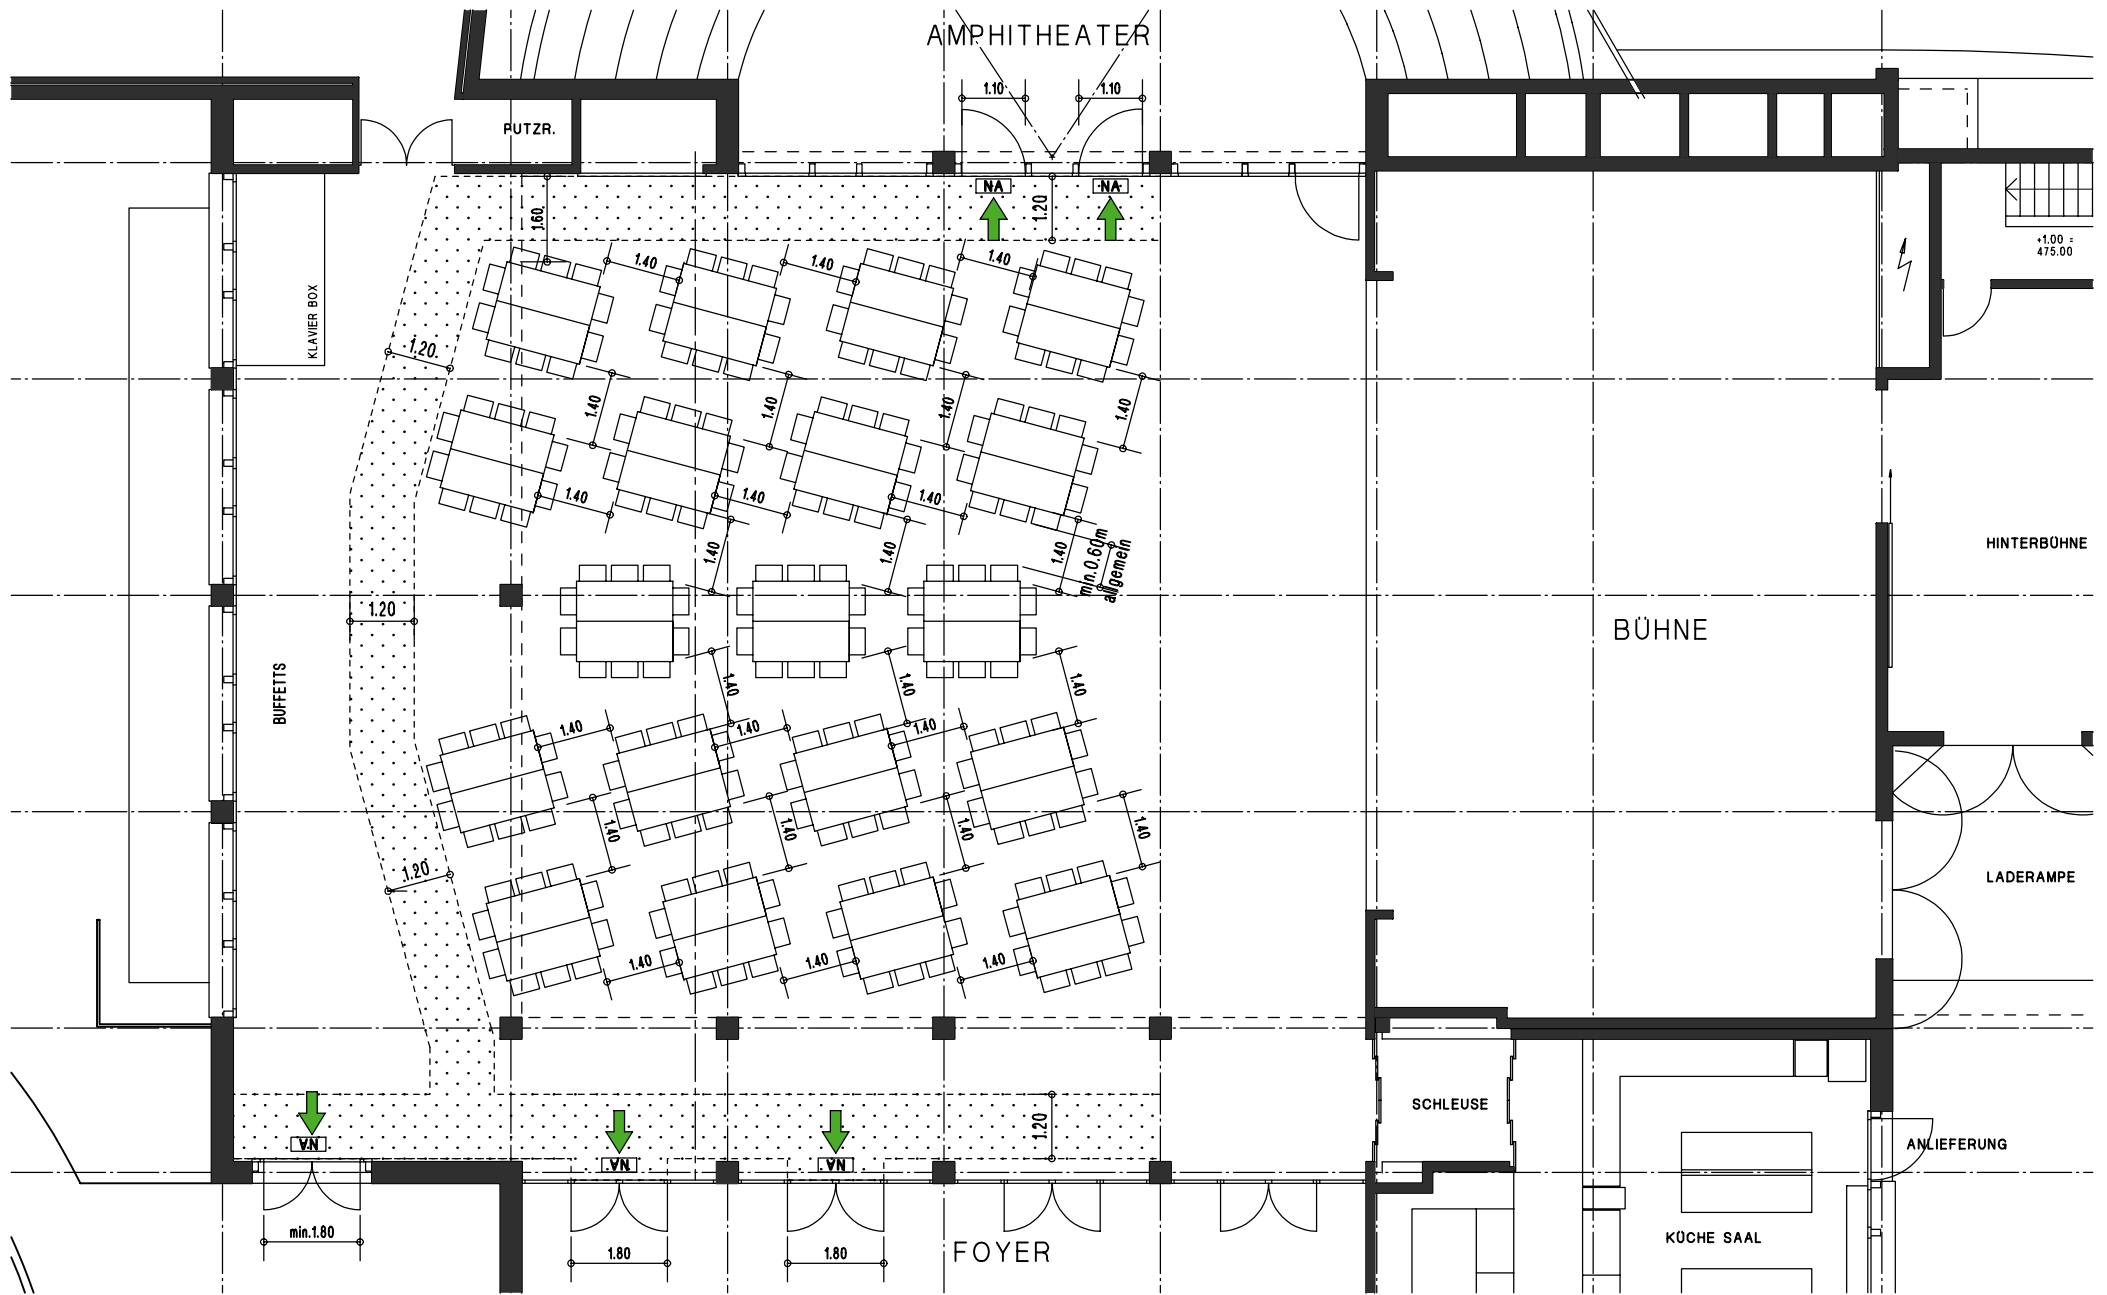 AMPHITHEATER
1.10
1.10
PUTZR.
NA
NA
1.60
1.20
+1.00 =
475.00
1.40
1.40
1.40
KLAVIER BOX
1.20
1.40
1.40
1.40
1.40
1.40
1.40
1.40
1.40
1.40
1.40
min.0.60m
allgemein
HINTERBÜHNE
1.20
BÜHNE
BUFFETTS
1.40
1.40
1.40
1.40
1.40
1.40
1.40
1.40
1.40
1.40
1.20
LADERAMPE
1.40
1.40
1.40
1.20
SCHLEUSE
NA
NA
NA
ANLIEFERUNG
min.1.80
1.80
1.80
FOYER
KÜCHE SAAL